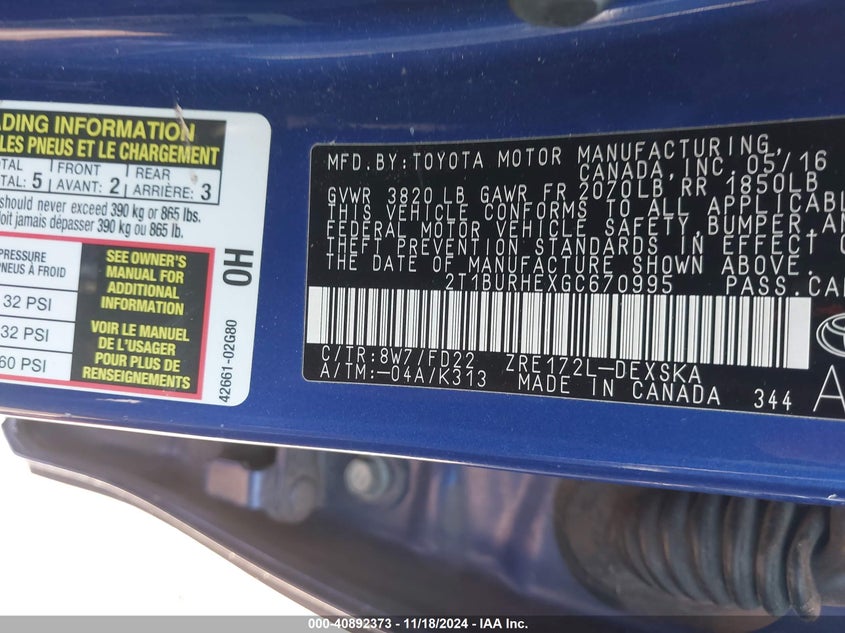 ADING INFORMATION
LES PNEUS ET LE CHARGEMENT
TAL: 5
FRONT
AVANT: 2
REAR
ARRIÈRE: 3
should never exceed 390 kg or 865 lbs.
doit jamais dépasser 390 kg ou 865 lb.
PRESSURE
PNEUS À FROID
32 PSI
32 PSI
60 PSI
SEE OWNER'S
MANUAL FOR
ADDITIONAL
INFORMATION
VOIR LE MANUEL
DE L'USAGER
POUR PLUS DE
RENSEIGNEMENTS
42661-02G80
OH
MFD.BY:TOYOTA MOTOR MANUFACTURING,
CANADA, INC. 05/16
GVWR 3820 LB GAWR FR 2070LB RR 1850LB
THIS VEHICLE CONFORMS TO ALL APPLICABL
FEDERAL MOTOR VEHICLE SAFETY,BUMPER,AN
THEFT PREVENTION STANDARDS IN EFFECT O
THE DATE OF MANUFACTURE SHOWN ABOVE.
2T1BURHEXGC670995 PASS.CAR
C/TR:8W7/FD22 ZRE172L-DEXSKA
A/TM:-04A/K313 MADE IN CANADA 344
A
000-40892373 - 11/18/2024 - IAA Inc.